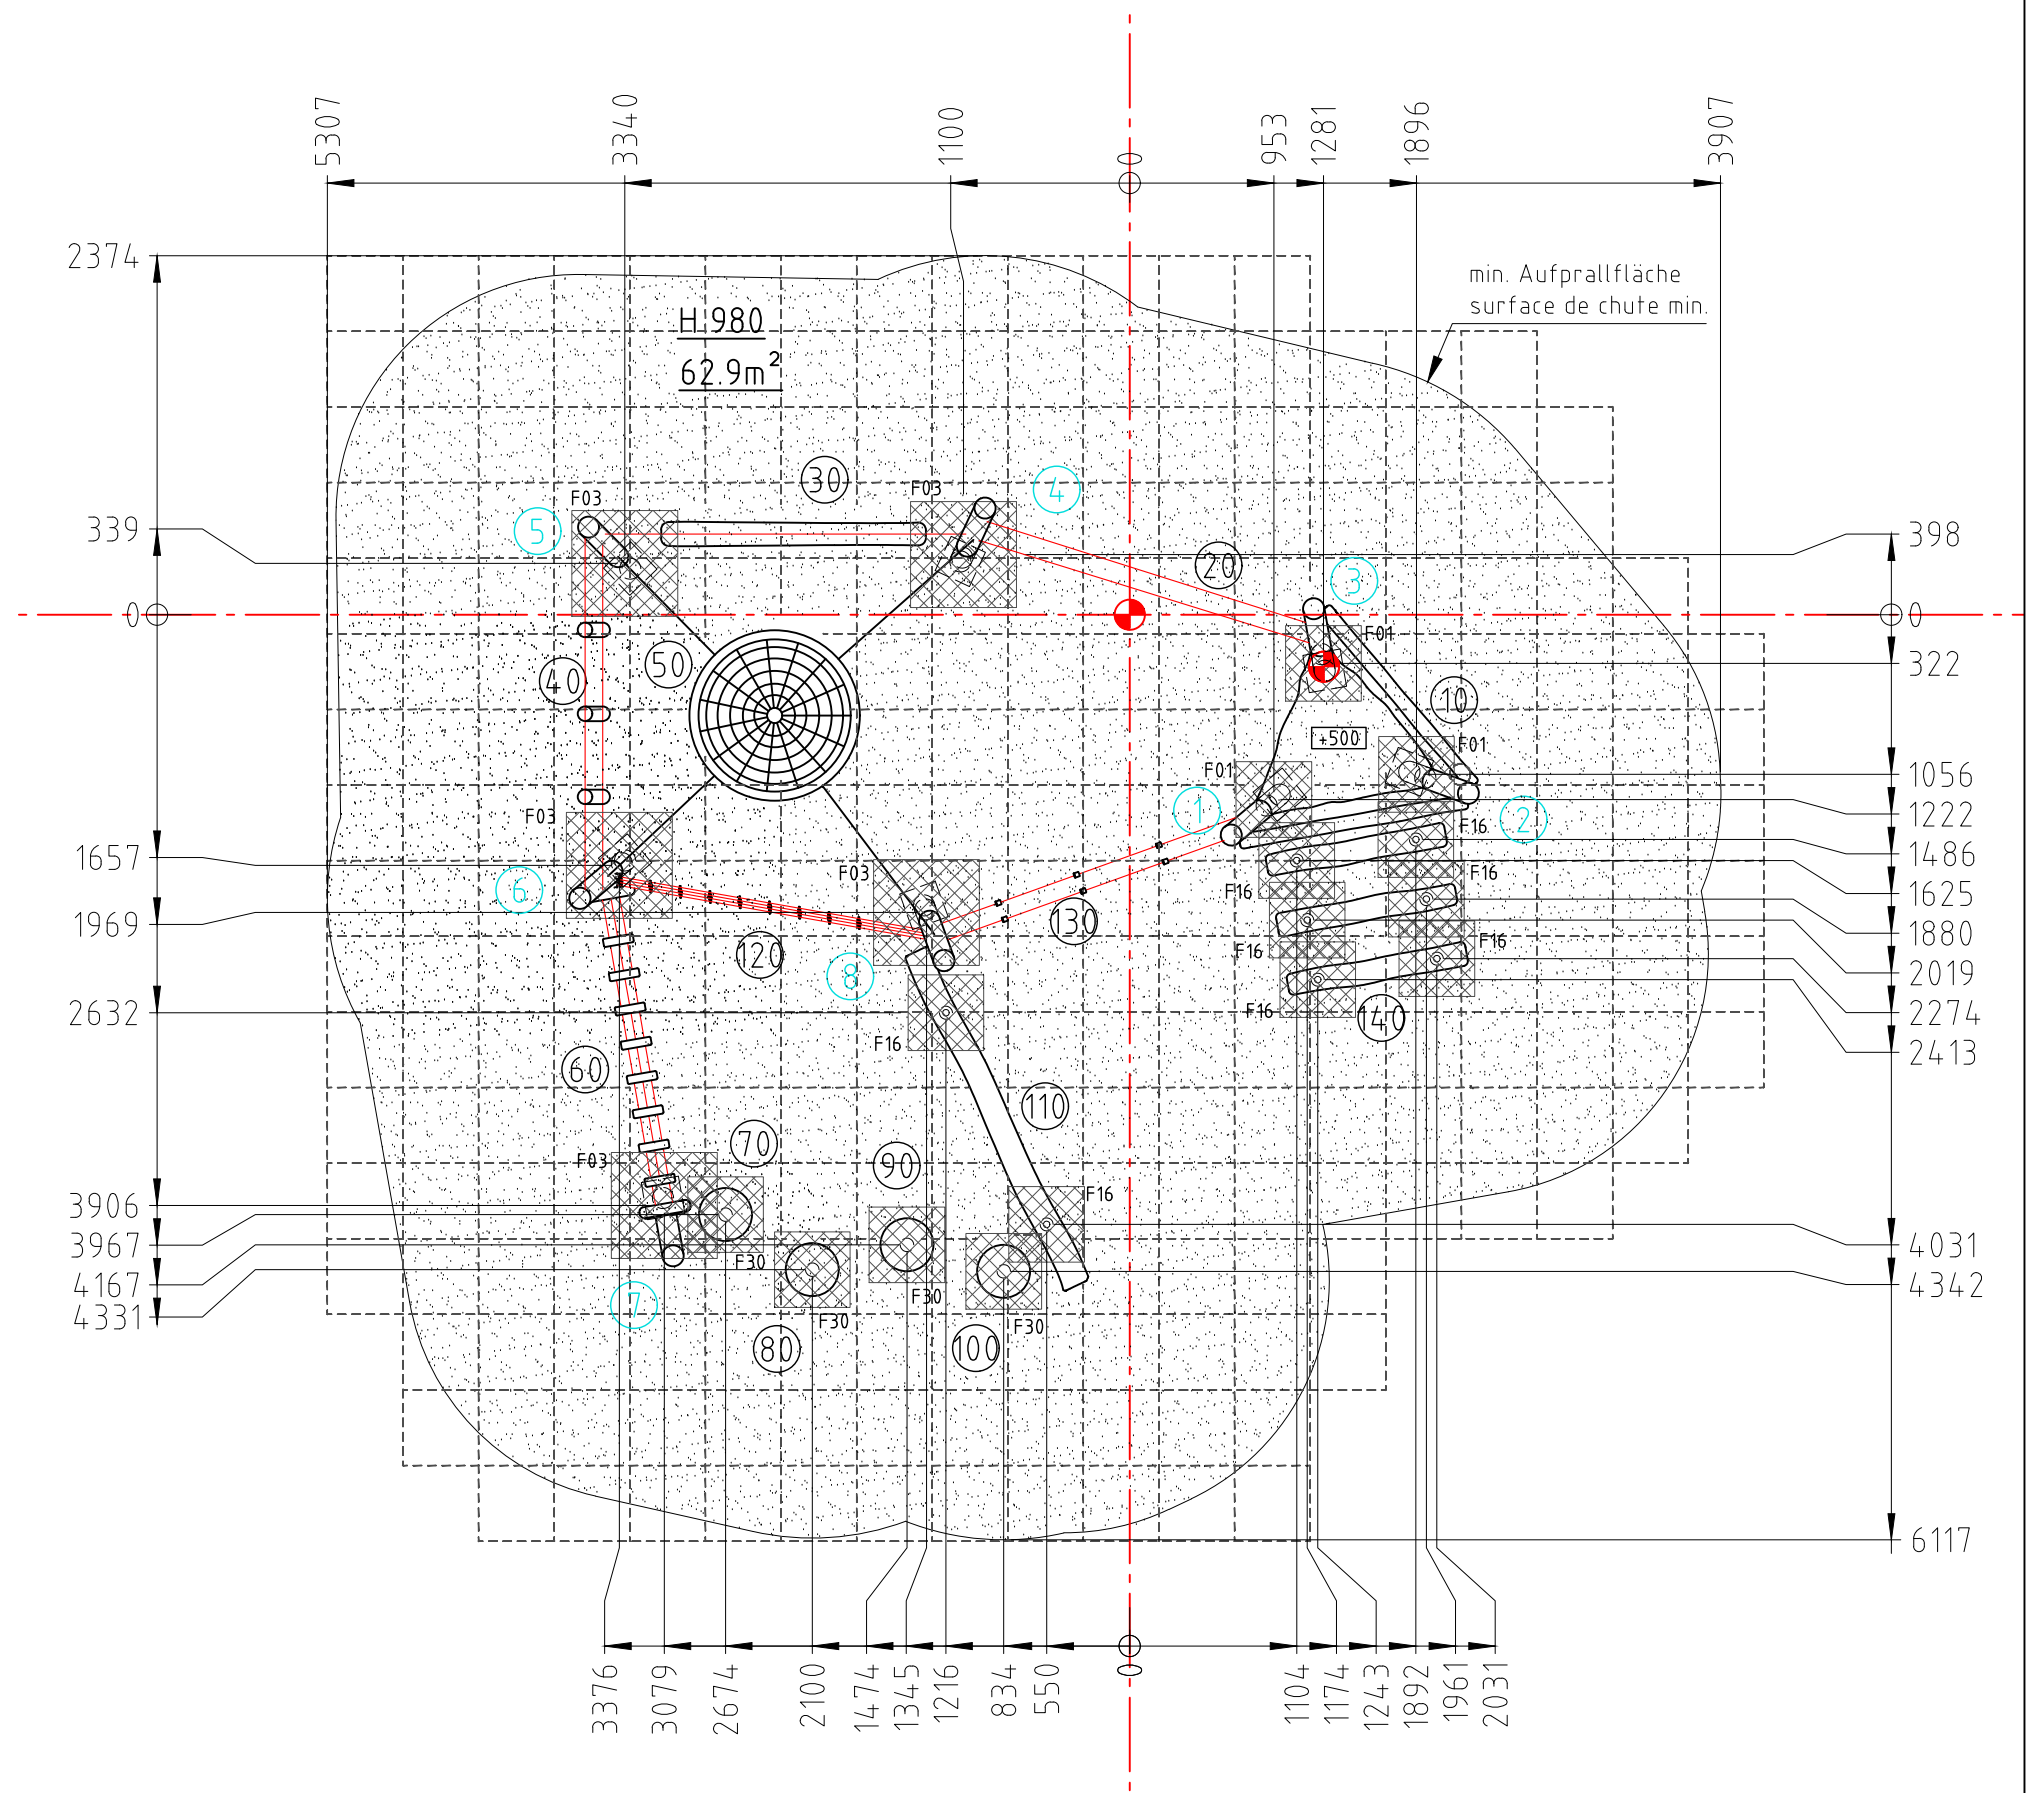 5307
3340
1100
0
953
1281
1896
3907
2374
min. Aufprallfläche
surface de chute min.
H 980
62.9m²
30
4
F03
F03
5
339
398
20
3
0
0
F01
322
50
40
10
+500
F01
F01
1056
1
2
1222
F03
F16
1486
1657
F03
F16
1625
6
F16
1969
130
1880
120
F16
F16
8
2019
2632
F16
140
2274
F16
2413
60
110
70
F03
90
F16
3906
3967
4031
4167
F30
4342
4331
7
F30
F30
F30
80
100
6117
3376
3079
2674
2100
1474
1345
1216
834
550
0
1104
1174
1243
1892
1961
2031